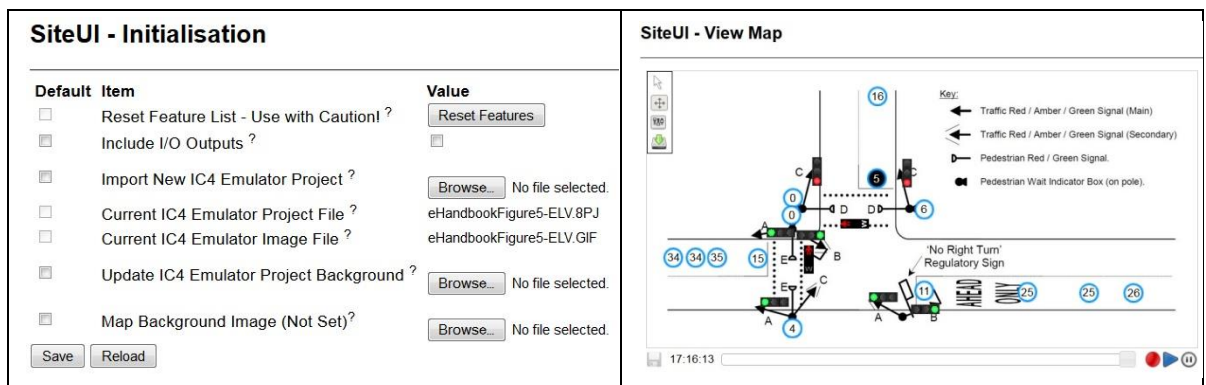 SiteUI - Initialisation
Default Item Value
Reset Feature List - Use with Caution! ? Reset Features
Include I/O Outputs ?
Import New IC4 Emulator Project ? Browse... No file selected.
Current IC4 Emulator Project File ? eHandbookFigure5-ELV.8PJ
Current IC4 Emulator Image File ? eHandbookFigure5-ELV.GIF
Update IC4 Emulator Project Background ? Browse... No file selected.
Map Background Image (Not Set)? Browse... No file selected.
Save Reload
SiteUI - View Map
16
Key:
Traffic Red / Amber / Green Signal (Main)
Traffic Red / Amber / Green Signal (Secondary)
Pedestrian Red / Green Signal.
Pedestrian Wait Indicator Box (on pole).
C C
5
0
0 D D 6
A
B
34 34 35 15 E
'No Right Turn'
Regulatory Sign
E C
11 AHEAD ONLY 25 25 26
A 4 A B
17:16:13